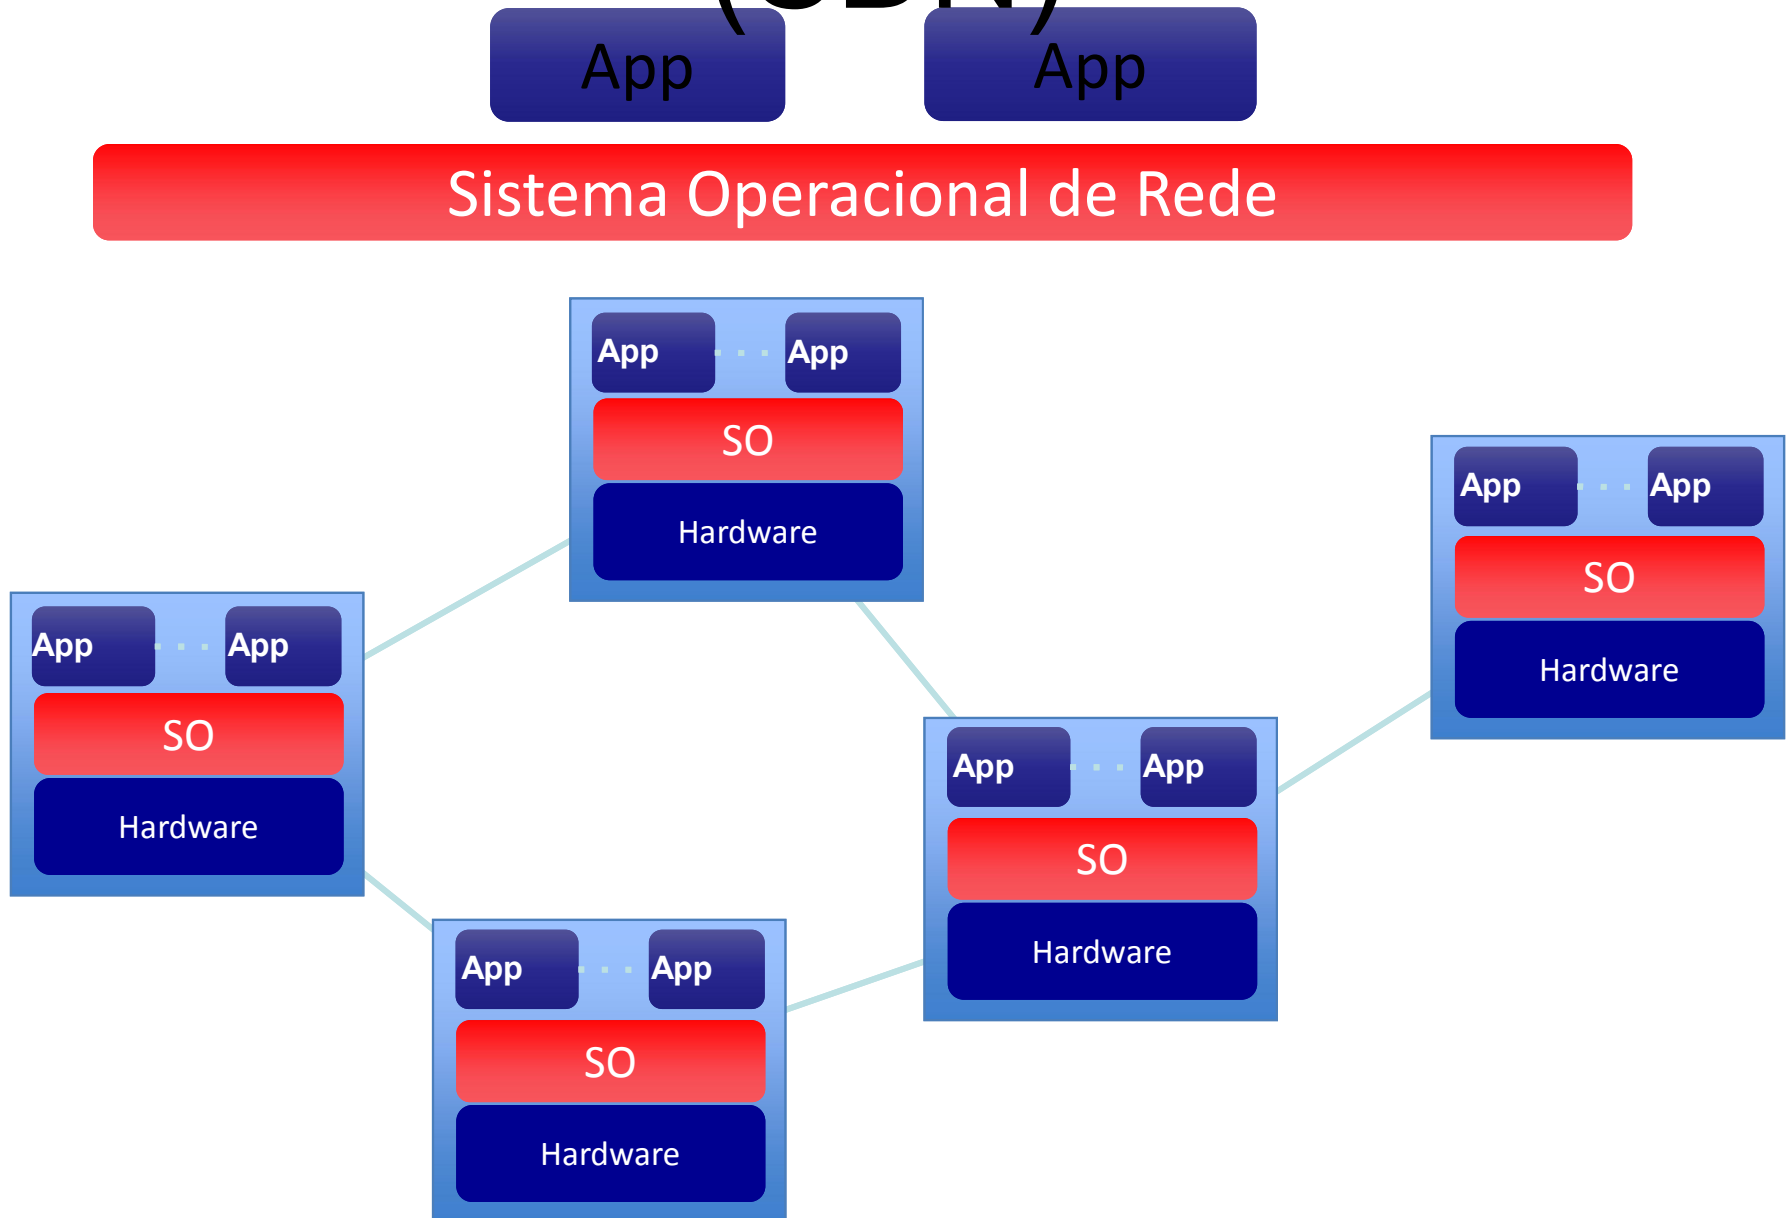 (SDN)
App App
Sistema Operacional de Rede
App ... App
SO
Hardware
App ... App
SO
Hardware
App ... App
SO
Hardware
App ... App
SO
Hardware
App ... App
SO
Hardware